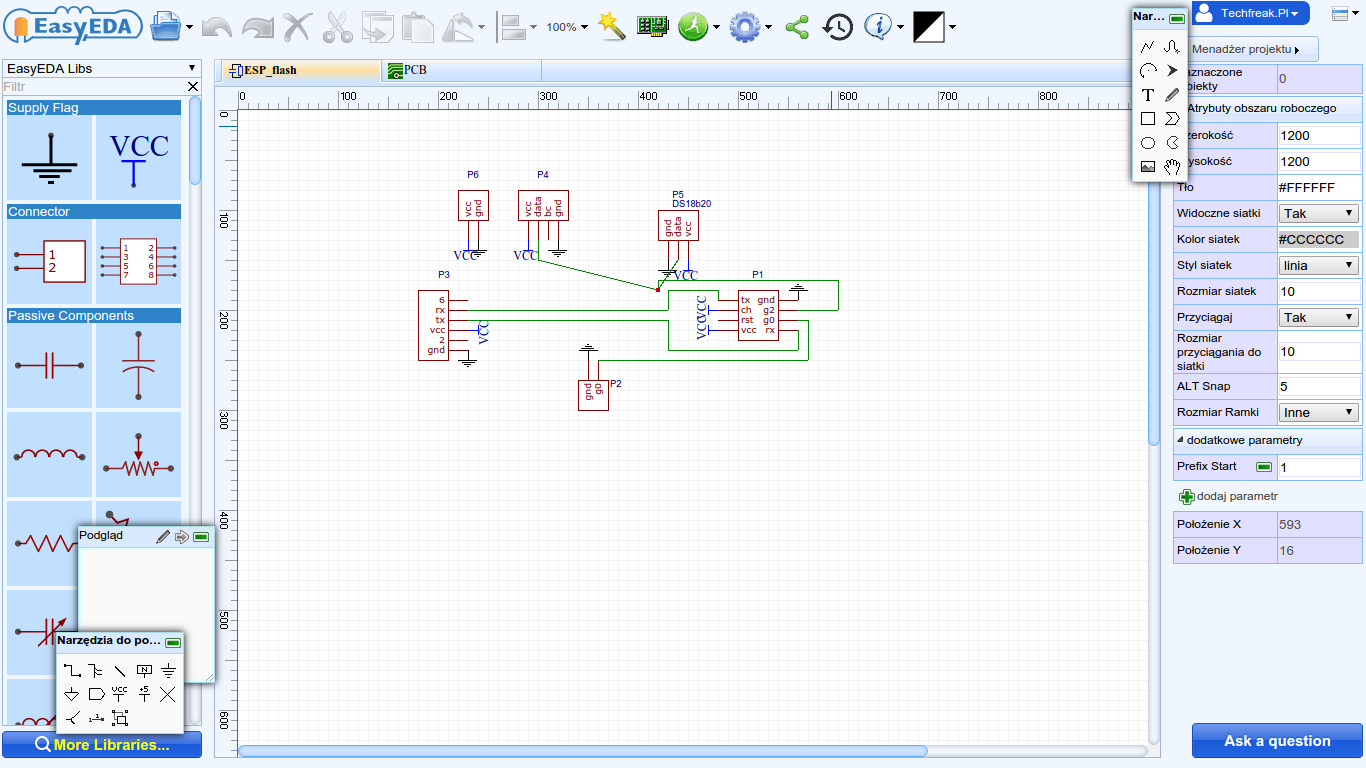 EasyEDA
100%
Nar...
Techfreak.Pl
Menadżer projektu
EasyEDA Libs
Filtr
Supply Flag
VCC
Connector
1
2
1 2
3 4
5 6
7 8
Passive Components
Podgląd
Narzędzia do po...
N
VCC
+5
More Libraries...
ESP_flash
PCB
0 100 200 300 400 500 600 700 800
0
100
200
300
400
500
600
P6
vcc
gnd
VCC
P4
vcc
data
bc
gnd
VCC
P5
DS18b20
gnd
data
vcc
VCC
P3
6
rx
tx
vcc
2
gnd
VCC
P1
tx gnd
ch g2
rst g0
vcc rx
VCC
VCC
P2
gnd
g0
T
aznaczone
biekty
0
Atrybuty obszaru roboczego
zerokość
1200
ysokość
1200
Tło
#FFFFFF
Widoczne siatki
Tak
Kolor siatek
#CCCCCC
Styl siatek
linia
Rozmiar siatek
10
Przyciągaj
Tak
Rozmiar
przyciągania do
siatki
10
ALT Snap
5
Rozmiar Ramki
Inne
dodatkowe parametry
Prefix Start
1
dodaj parametr
Położenie X
593
Położenie Y
16
Ask a question